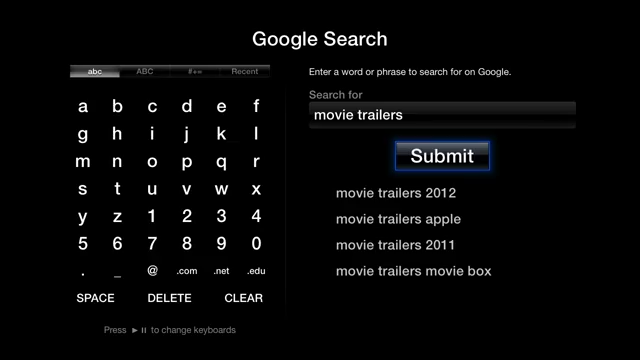 Google Search
abc ABC #+= Recent
a b c d e f
g h i j k l
m n o p q r
s t u v w x
y z 1 2 3 4
5 6 7 8 9 0
. _ @ .com .net .edu
SPACE DELETE CLEAR
Press ►II to change keyboards
Enter a word or phrase to search for on Google.
Search for
movie trailers
Submit
movie trailers 2012
movie trailers apple
movie trailers 2011
movie trailers movie box